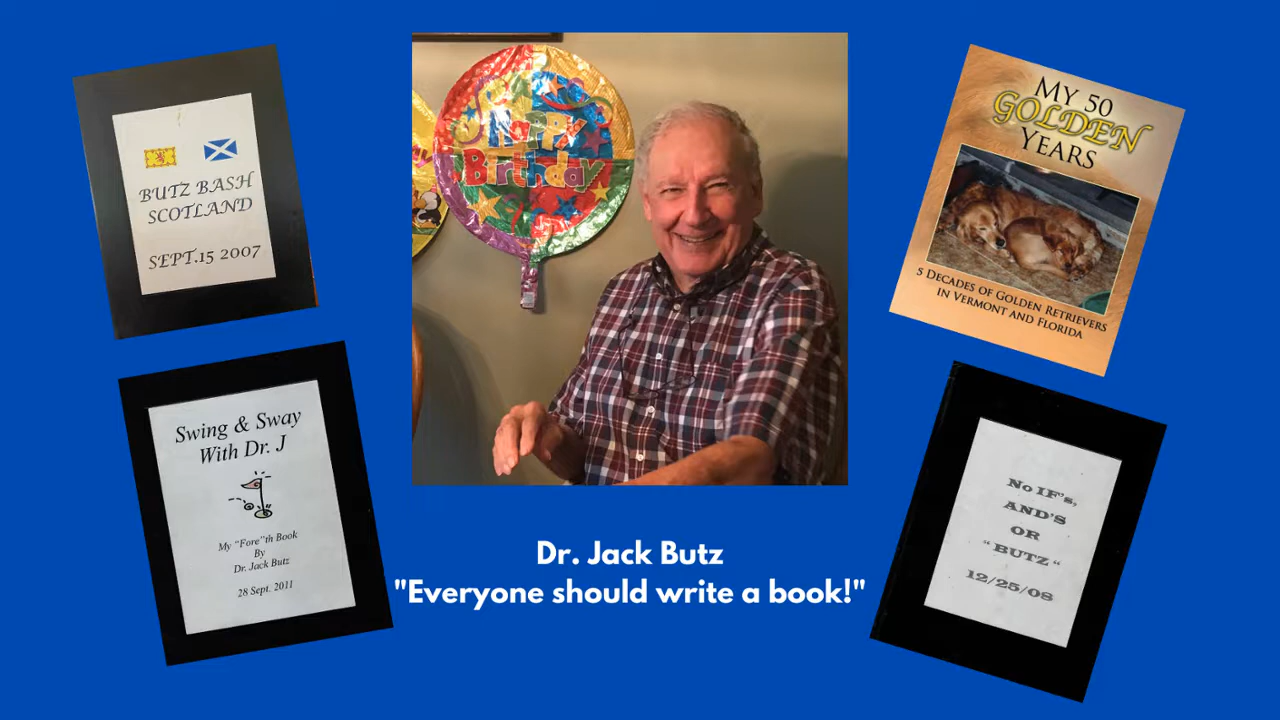 BUTZ BASH
SCOTLAND
SEPT.15 2007
Happy
Birthday
MY 50
GOLDEN
YEARS
5 DECADES OF GOLDEN RETRIEVERS
IN VERMONT AND FLORIDA
Swing & Sway
With Dr. J
My "Fore"th Book
By
Dr. Jack Butz
28 Sept. 2011
No IF's,
AND'S
OR
“BUTZ“
12/25/08
Dr. Jack Butz
"Everyone should write a book!"